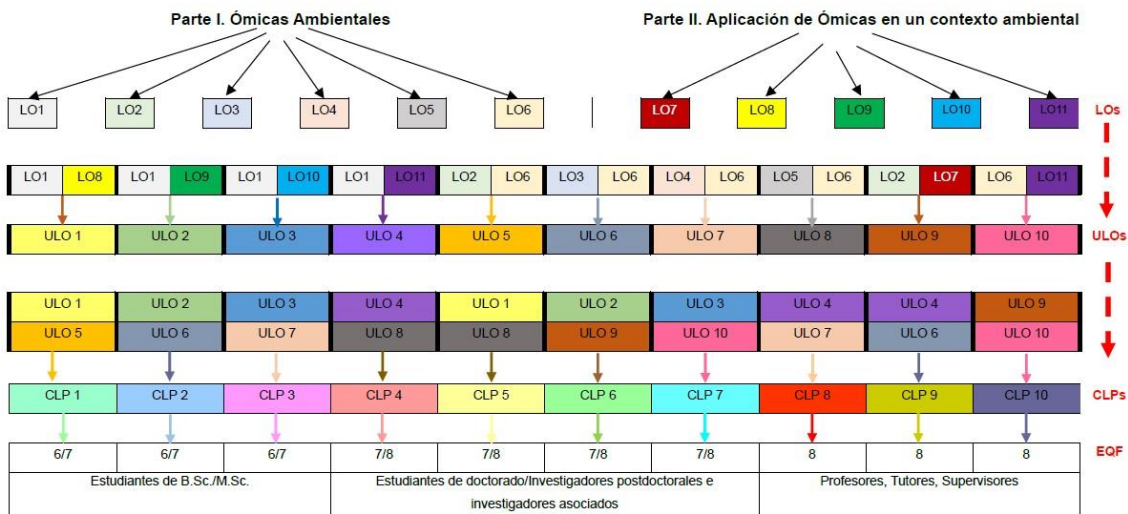 Parte I. Ómicas Ambientales Parte II. Aplicación de Ómicas en un contexto ambiental
LO1 LO2 LO3 LO4 LO5 LO6 LO7 LO8 LO9 LO10 LO11 LOs
LO1 LO8 LO1 LO9 LO1 LO10 LO1 LO11 LO2 LO6 LO3 LO6 LO4 LO6 LO5 LO6 LO2 LO7 LO6 LO11
ULO 1 ULO 2 ULO 3 ULO 4 ULO 5 ULO 6 ULO 7 ULO 8 ULO 9 ULO 10 ULOs
ULO 1 ULO 2 ULO 3 ULO 4 ULO 1 ULO 2 ULO 3 ULO 4 ULO 4 ULO 9
ULO 5 ULO 6 ULO 7 ULO 8 ULO 8 ULO 9 ULO 10 ULO 7 ULO 6 ULO 10
CLP 1 CLP 2 CLP 3 CLP 4 CLP 5 CLP 6 CLP 7 CLP 8 CLP 9 CLP 10 CLPs
6/7 6/7 6/7 7/8 7/8 7/8 7/8 8 8 8 EQF
Estudiantes de B.Sc./M.Sc. Estudiantes de doctorado/Investigadores postdoctorales e Profesores, Tutores, Supervisores
investigadores asociados